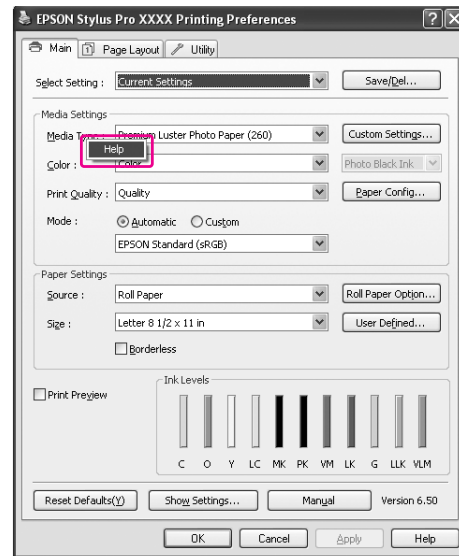 EPSON Stylus Pro XXXX Printing Preferences
Main Page Layout Utility
Select Setting : Current Settings Save/Del...
Media Settings
Media Type : Premium Luster Photo Paper (260) Custom Settings...
Help
Color : Color Photo Black Ink
Print Quality : Quality Paper Config...
Mode : Automatic Custom
EPSON Standard (sRGB)
Paper Settings
Source : Roll Paper Roll Paper Option...
Size : Letter 8 1/2 x 11 in User Defined...
Borderless
Print Preview
Ink Levels
C O Y LC MK PK VM LK G LLK VLM
Reset Defaults(Y) Show Settings... Manual Version 6.50
OK Cancel Apply Help